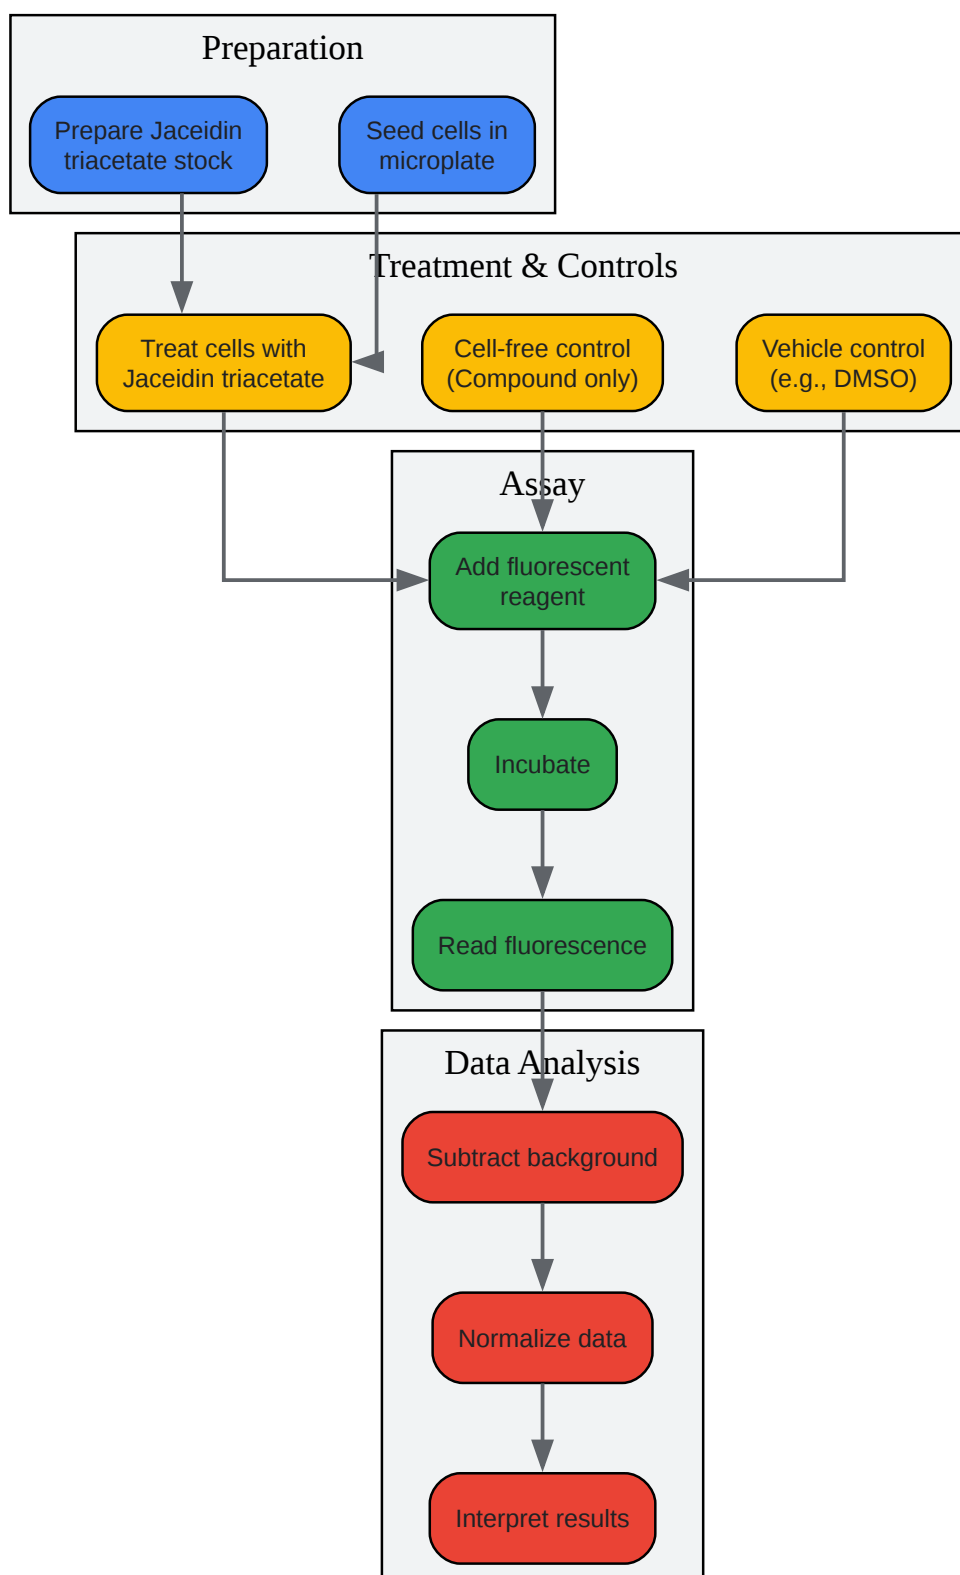 Preparation
Prepare Jaceidin
triacetate stock
Seed cells in
microplate
Treatment & Controls
Treat cells with
Jaceidin triacetate
Cell-free control
(Compound only)
Vehicle control
(e.g., DMSO)
Assay
Add fluorescent
reagent
Incubate
Read fluorescence
Data Analysis
Subtract background
Normalize data
Interpret results